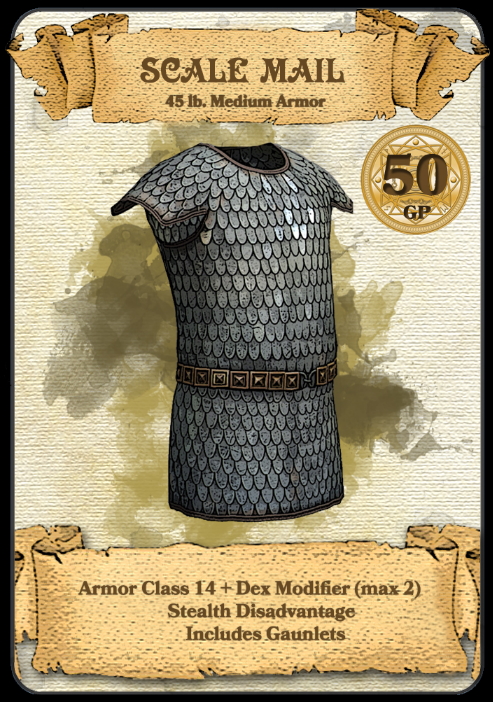 SCALE MAIL
45 lb. Medium Armor
50
GP
Armor Class 14 + Dex Modifier (max 2)
Stealth Disadvantage
Includes Gaunlets